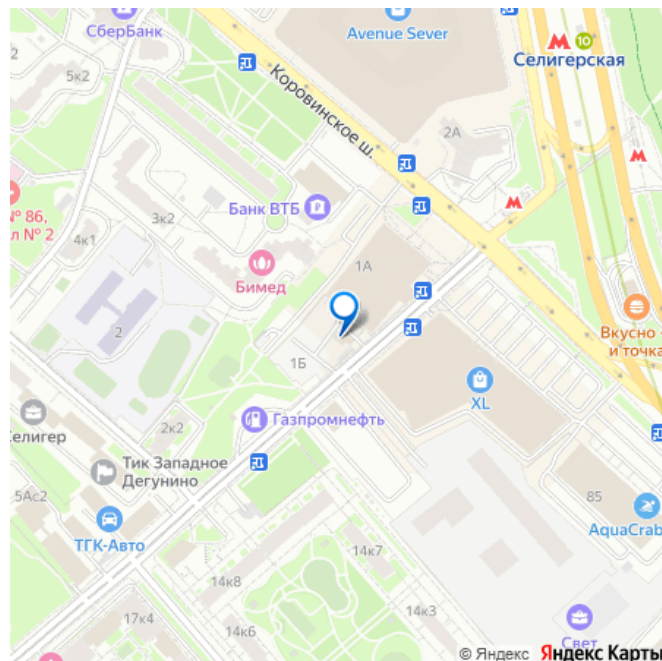 СберБанк
Avenue Sever
10
Селигерская
5к2
Коровинское ш.
2А
Банк ВТБ
№ 86,
л № 2
3к2
4к1
Бимед
1А
Вкусно
и точка
2
1Б
XL
Газпромнефть
2к2
Селигер
Тик Западное
Дегунино
5Ас2
85
AquaCrab
ТГК-Авто
14к7
14к8
14к3
17к4
14к6
Свет
© Яндекс Яндекс Карты